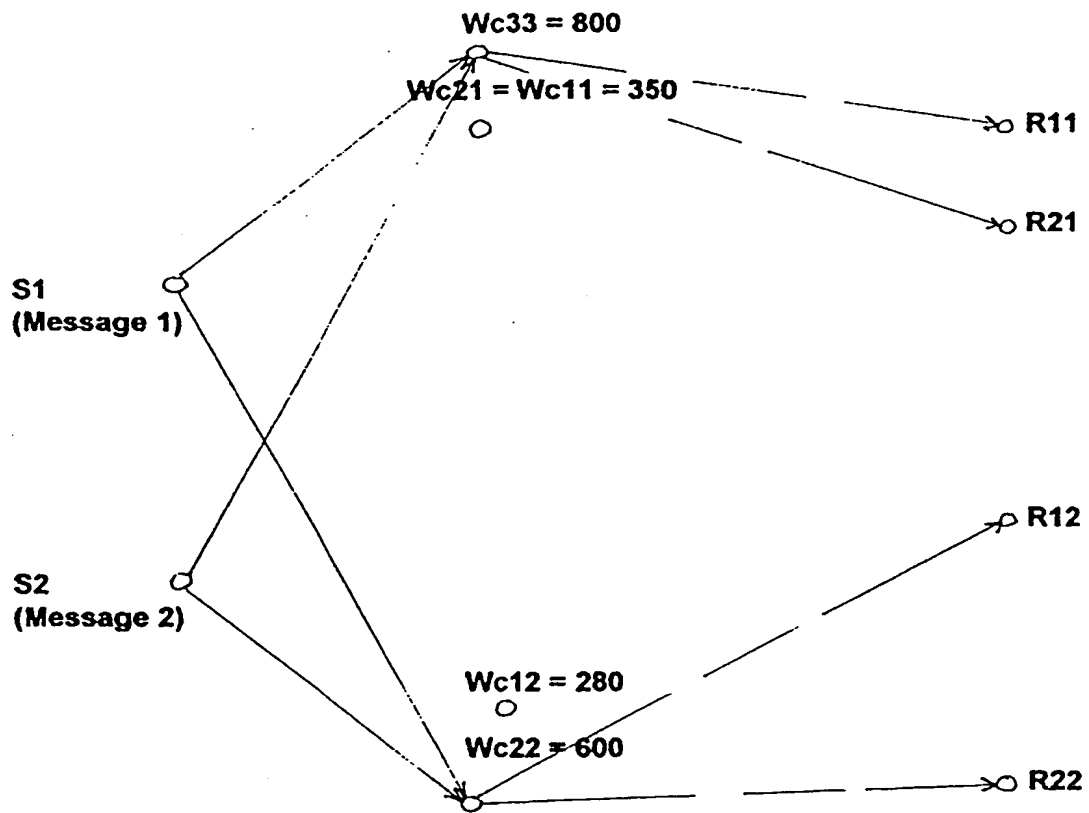 Wc33 = 800
Wc21 = Wc11 = 350
R11
R21
S1
(Message 1)
R12
S2
(Message 2)
Wc12 = 280
Wc22 = 600
R22